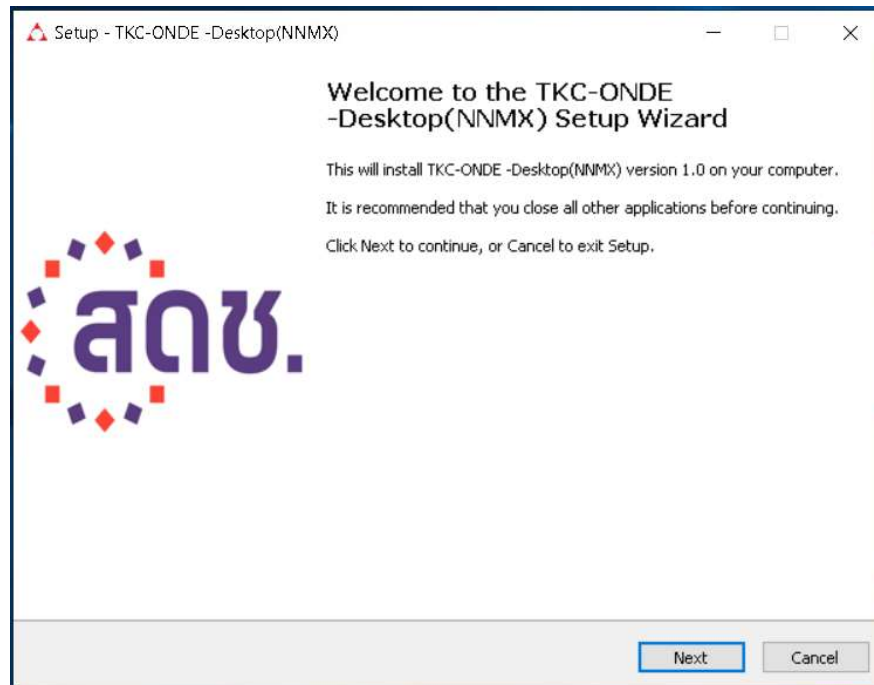 Setup - TKC-ONDE -Desktop(NNMX)
Welcome to the TKC-ONDE
-Desktop(NNMX) Setup Wizard
This will install TKC-ONDE -Desktop(NNMX) version 1.0 on your computer.
It is recommended that you close all other applications before continuing.
Click Next to continue, or Cancel to exit Setup.
สดช.
Next
Cancel